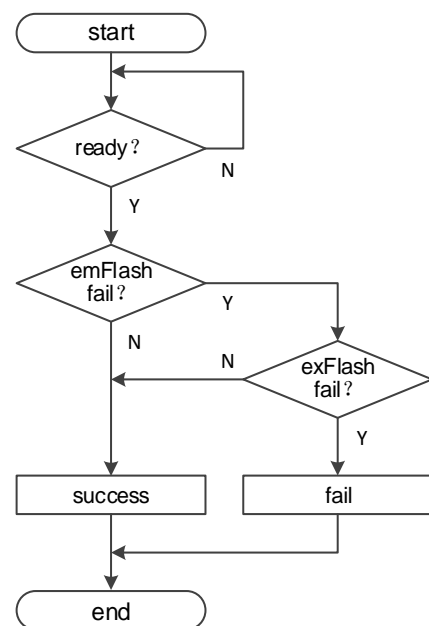 start
ready？
N
Y
emFlash
fail？
Y
N
N
exFlash
fail？
Y
success
fail
end